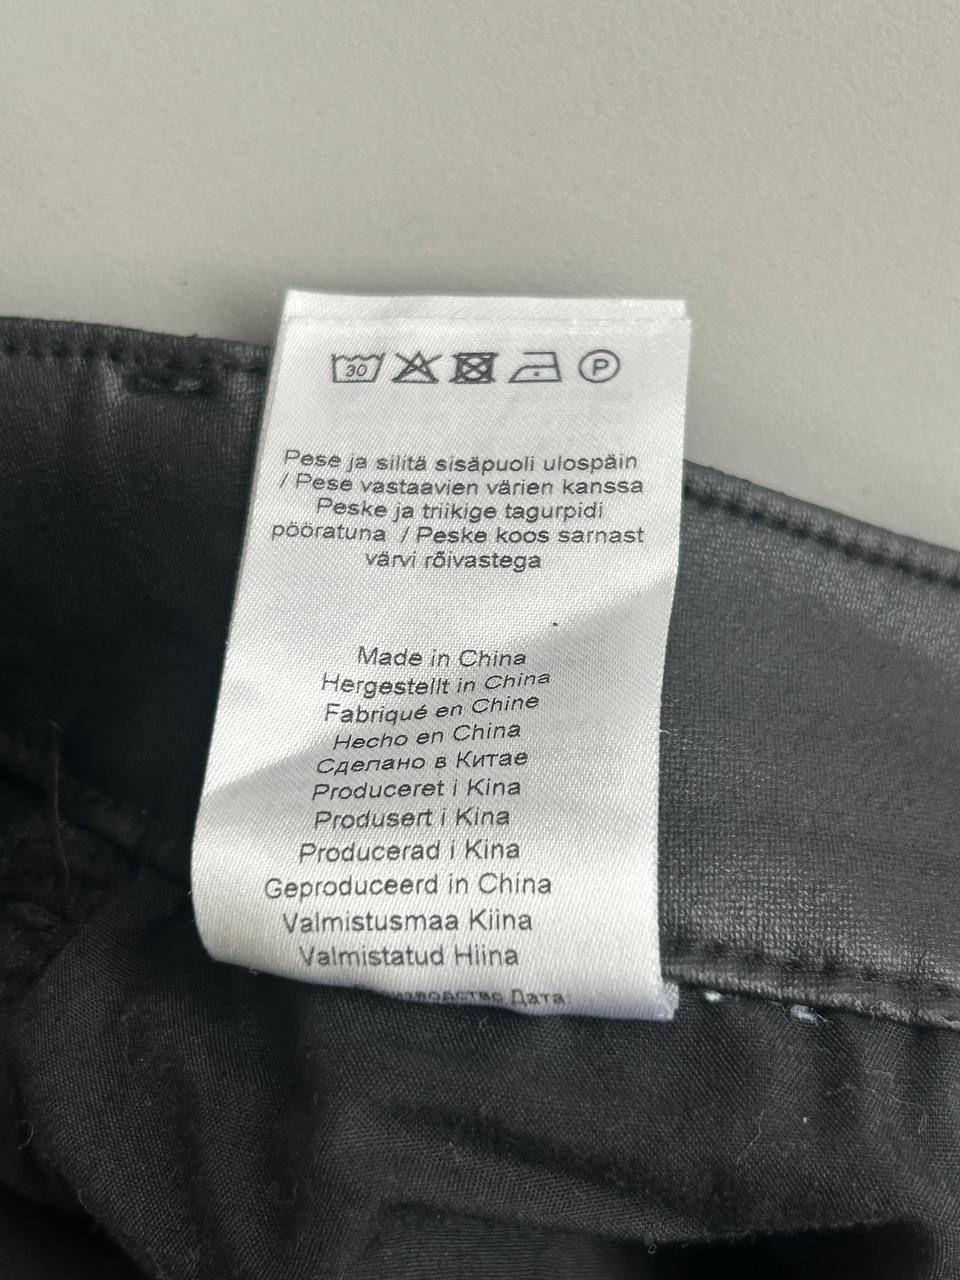 30 P
Pese ja silitä sisäpuoli ulospäin
/ Pese vastaavien värien kanssa
Peske ja triikige tagurpidi
pööratuna / Peske koos sarnast
värvi rõivastega
Made in China
Hergestellt in China
Fabriqué en Chine
Hecho en China
Сделано в Китае
Produceret i Kina
Produsert i Kina
Producerad i Kina
Geproduceerd in China
Valmistusmaa Kiina
Valmistatud Hiina
Дата: